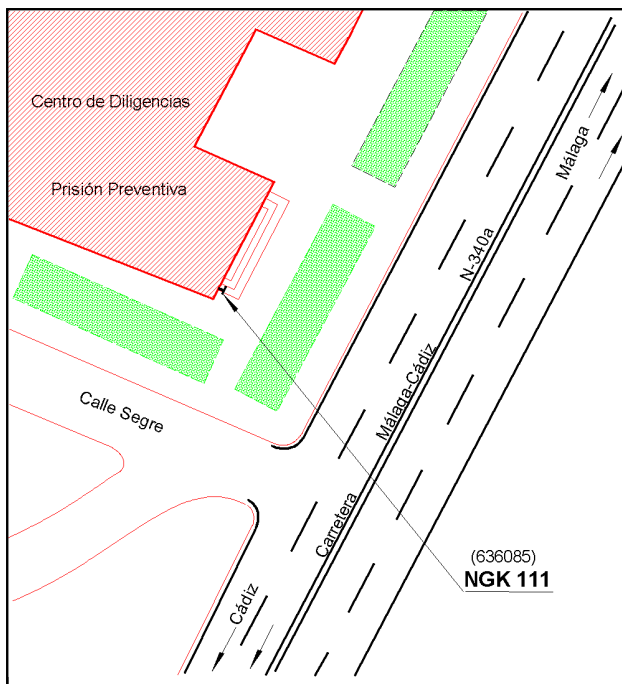 Centro de Diligencias
Prisión Preventiva
Málaga
N-340a
Málaga-Cádiz
Calle Segre
Carretera
Cádiz
(636085)
NGK 111